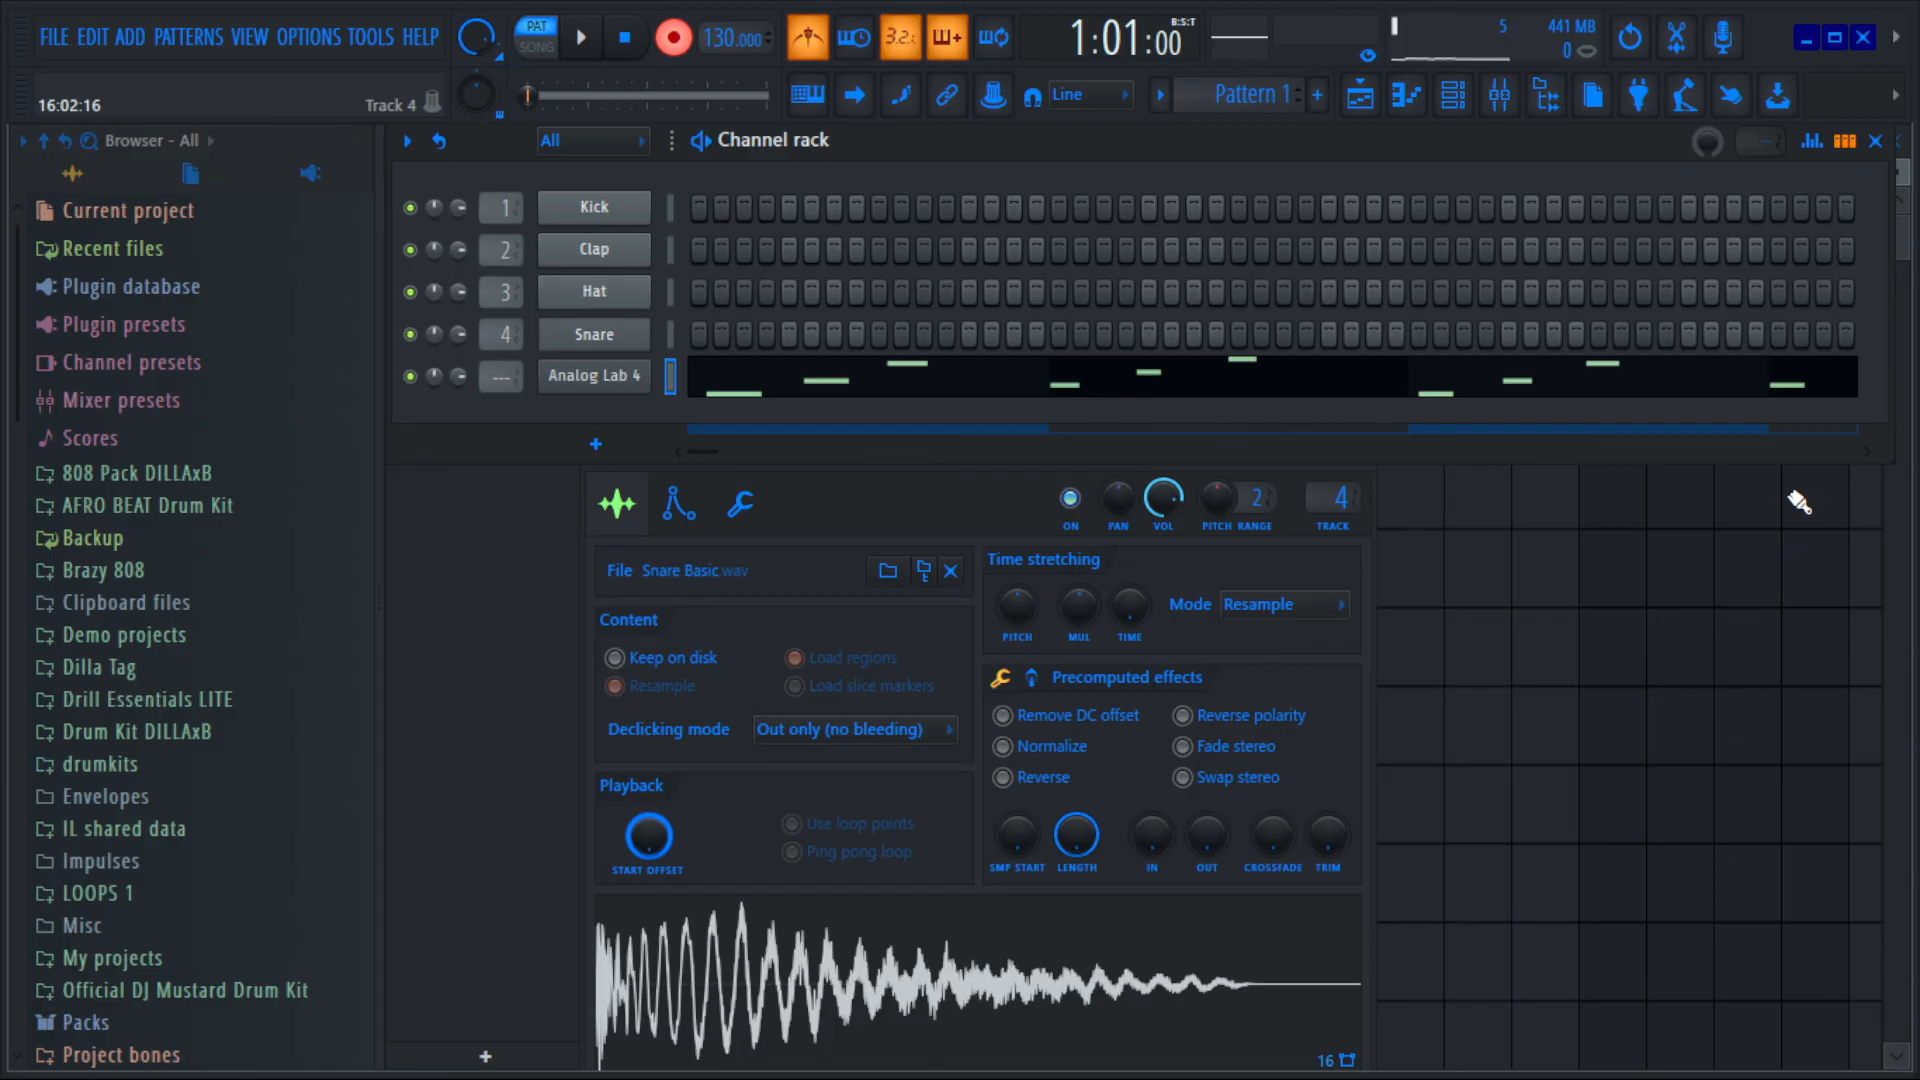 FILE EDIT ADD PATTERNS VIEW OPTIONS TOOLS HELP
PAT
SONG
130.000
3.2.
1:01:00
B:S:T
5
441 MB
0
16:02:16
Track 4
Line
Pattern 1
Browser - All
All
Channel rack
Current project
Recent files
Plugin database
Plugin presets
Channel presets
Mixer presets
Scores
808 Pack DILLAxB
AFRO BEAT Drum Kit
Backup
Brazy 808
Clipboard files
Demo projects
Dilla Tag
Drill Essentials LITE
Drum Kit DILLAxB
drumkits
Envelopes
IL shared data
Impulses
LOOPS 1
Misc
My projects
Official DJ Mustard Drum Kit
Packs
Project bones
1 Kick
2 Clap
3 Hat
4 Snare
--- Analog Lab 4
ON PAN VOL PITCH RANGE 2 TRACK 4
File Snare Basic.wav
Content
Keep on disk
Load regions
Resample
Load slice markers
Declicking mode Out only (no bleeding)
Playback
START OFFSET
Use loop points
Ping pong loop
Time stretching
PITCH MUL TIME
Mode Resample
Precomputed effects
Remove DC offset
Reverse polarity
Normalize
Fade stereo
Reverse
Swap stereo
SMP START LENGTH IN OUT CROSSFADE TRIM
16